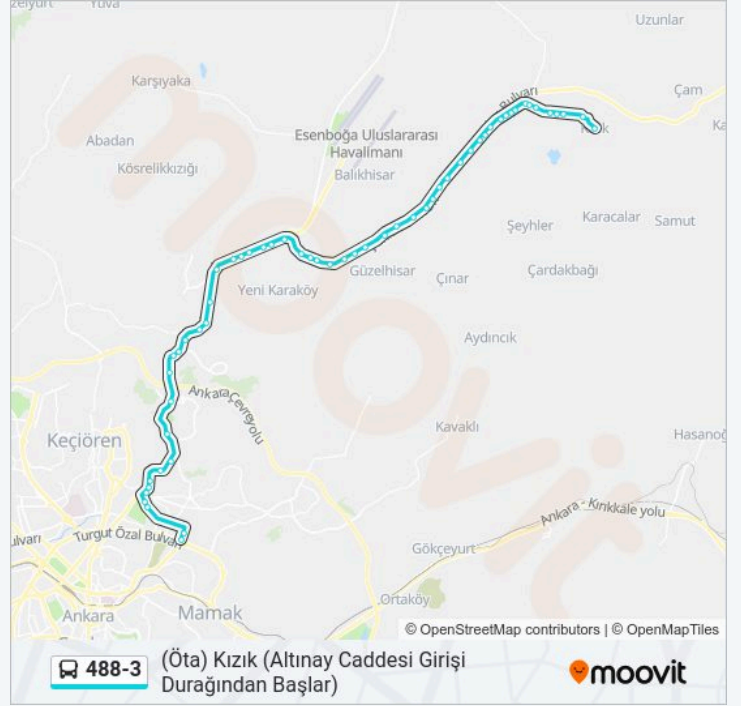 Yuva
Uzunlar
Karşıyaka
Bulvarı
Çam
Esenboğa Uluslararası
Havalimanı
Abadan
Kösrelikkızığı
Balıkhisar
Şeyhler
Karacalar
Samut
Güzelhisar
Çınar
Çardakbağı
Yeni Karaköy
Aydıncık
Ankara Çevreyolu
Kavaklı
Keçiören
Ankara - Kırıkkale yolu
Turgut Özal Bulvarı
Gökçeyurt
Ortaköy
Ankara
Mamak
© OpenStreetMap contributors | © OpenMapTiles
488-3
(Öta) Kızık (Altınay Caddesi Girişi
Durağından Başlar)
moovit